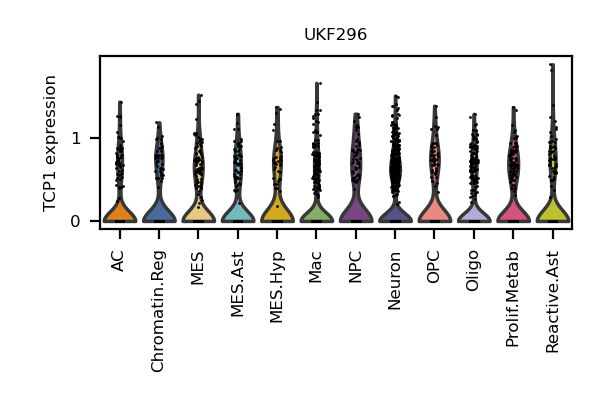 UKF296
TCP1 expression
1
0
AC
Chromatin.Reg
MES
MES.Ast
MES.Hyp
Mac
NPC
Neuron
OPC
Oligo
Prolif.Metab
Reactive.Ast